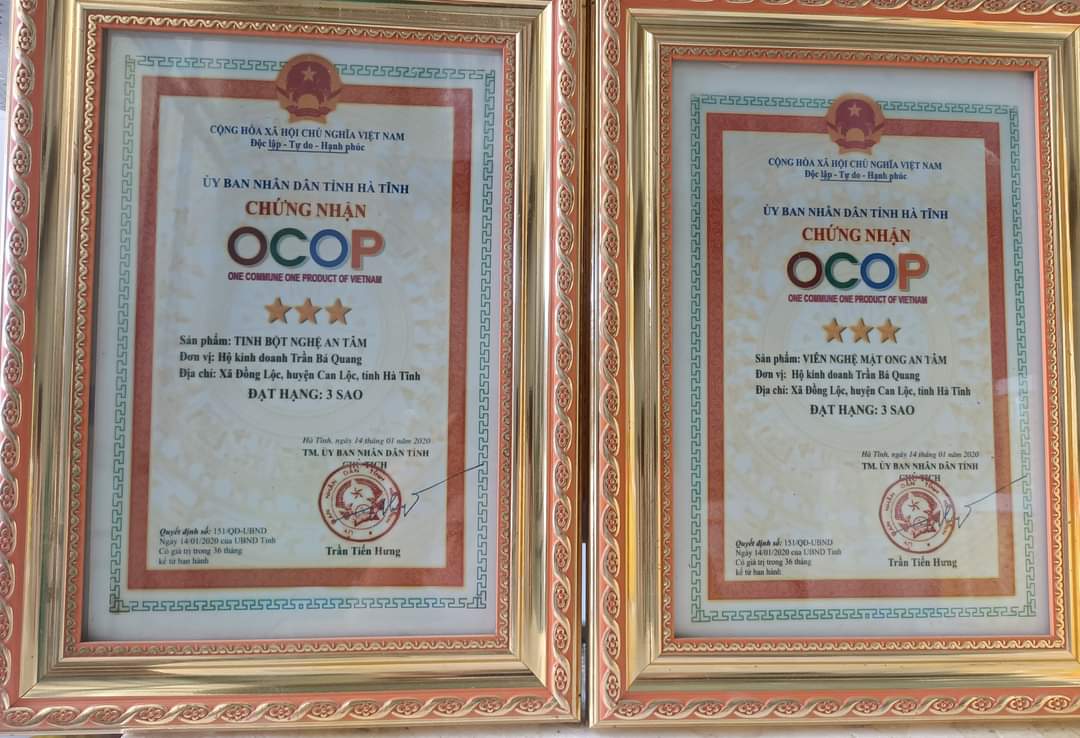 CỘNG HÒA XÃ HỘI CHỦ NGHĨA VIỆT NAM
Độc lập - Tự do - Hạnh phúc
ỦY BAN NHÂN DÂN TỈNH HÀ TĨNH
CHỨNG NHẬN
OCOP
ONE COMMUNE ONE PRODUCT OF VIETNAM
Sản phẩm: TINH BỘT NGHỆ AN TÂM
Đơn vị: Hộ kinh doanh Trần Bá Quang
Địa chỉ: Xã Đồng Lộc, huyện Can Lộc, tỉnh Hà Tĩnh
ĐẠT HẠNG: 3 SAO
Hà Tĩnh, ngày 14 tháng 01 năm 2020
TM. ỦY BAN NHÂN DÂN TỈNH
CHỦ TỊCH
Quyết định số: 151/QĐ-UBND
Ngày 14/01/2020 của UBND Tỉnh
Có giá trị trong 36 tháng
kể từ ban hành
Trần Tiến Hưng
CỘNG HÒA XÃ HỘI CHỦ NGHĨA VIỆT NAM
Độc lập - Tự do - Hạnh phúc
ỦY BAN NHÂN DÂN TỈNH HÀ TĨNH
CHỨNG NHẬN
OCOP
ONE COMMUNE ONE PRODUCT OF VIETNAM
Sản phẩm: VIÊN NGHỆ MẬT ONG AN TÂM
Đơn vị: Hộ kinh doanh Trần Bá Quang
Địa chỉ: Xã Đồng Lộc, huyện Can Lộc, tỉnh Hà Tĩnh
ĐẠT HẠNG: 3 SAO
Hà Tĩnh, ngày 14 tháng 01 năm 2020
TM. ỦY BAN NHÂN DÂN TỈNH
CHỦ TỊCH
Quyết định số: 151/QĐ-UBND
Ngày 14/01/2020 của UBND Tỉnh
Có giá trị trong 36 tháng
kể từ ban hành
Trần Tiến Hưng